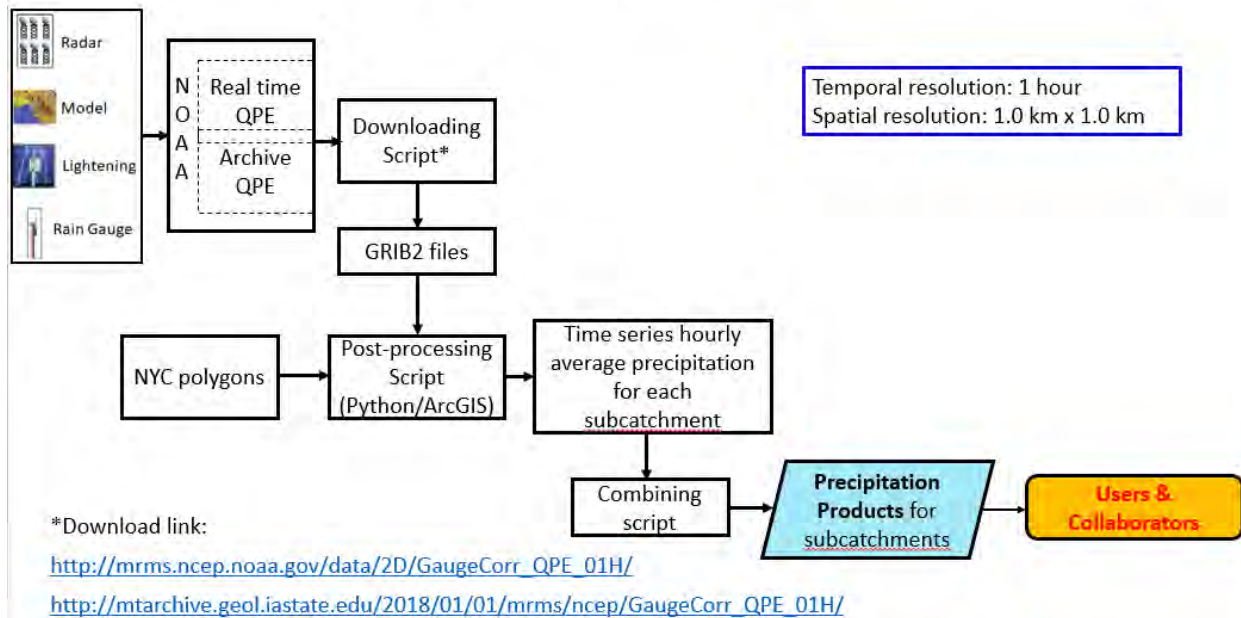 Radar
Model
Lightening
Rain Gauge
N
O
A
A
Real time
QPE
Archive
QPE
Downloading
Script*
Temporal resolution: 1 hour
Spatial resolution: 1.0 km x 1.0 km
GRIB2 files
NYC polygons
Post-processing
Script
(Python/ArcGIS)
Time series hourly
average precipitation
for each
subcatchment
Combining
script
Precipitation
Products for
subcatchments
Users &
Collaborators
*Download link:
http://mrms.ncep.noaa.gov/data/2D/GaugeCorr_QPE_01H/
http://mtarchive.geol.iastate.edu/2018/01/01/mrms/ncep/GaugeCorr_QPE_01H/